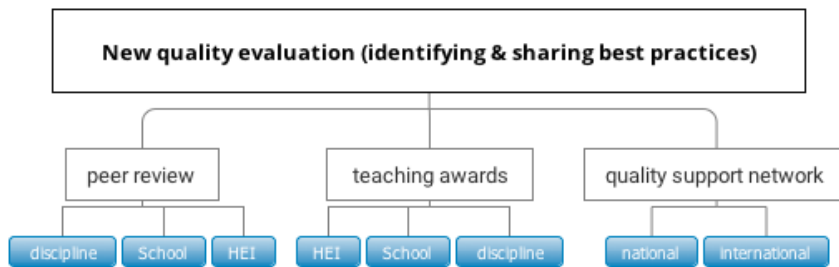 New quality evaluation (identifying & sharing best practices)
peer review
teaching awards
quality support network
discipline
School
HEI
HEI
School
discipline
national
international